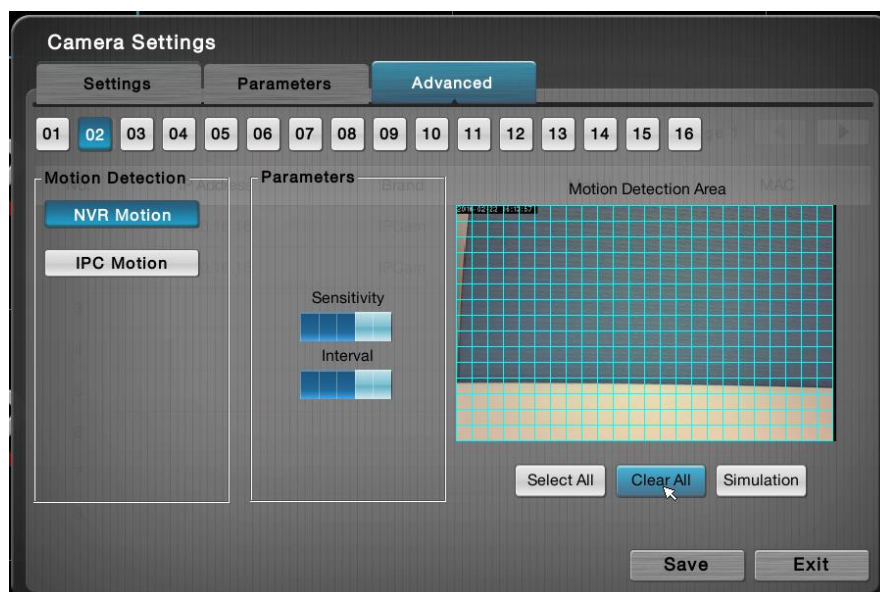 Camera Settings
Settings Parameters Advanced
01 02 03 04 05 06 07 08 09 10 11 12 13 14 15 16
Motion Detection
NVR Motion
IPC Motion
Parameters
Sensitivity
Interval
Motion Detection Area
Select All Clear All Simulation
Save Exit